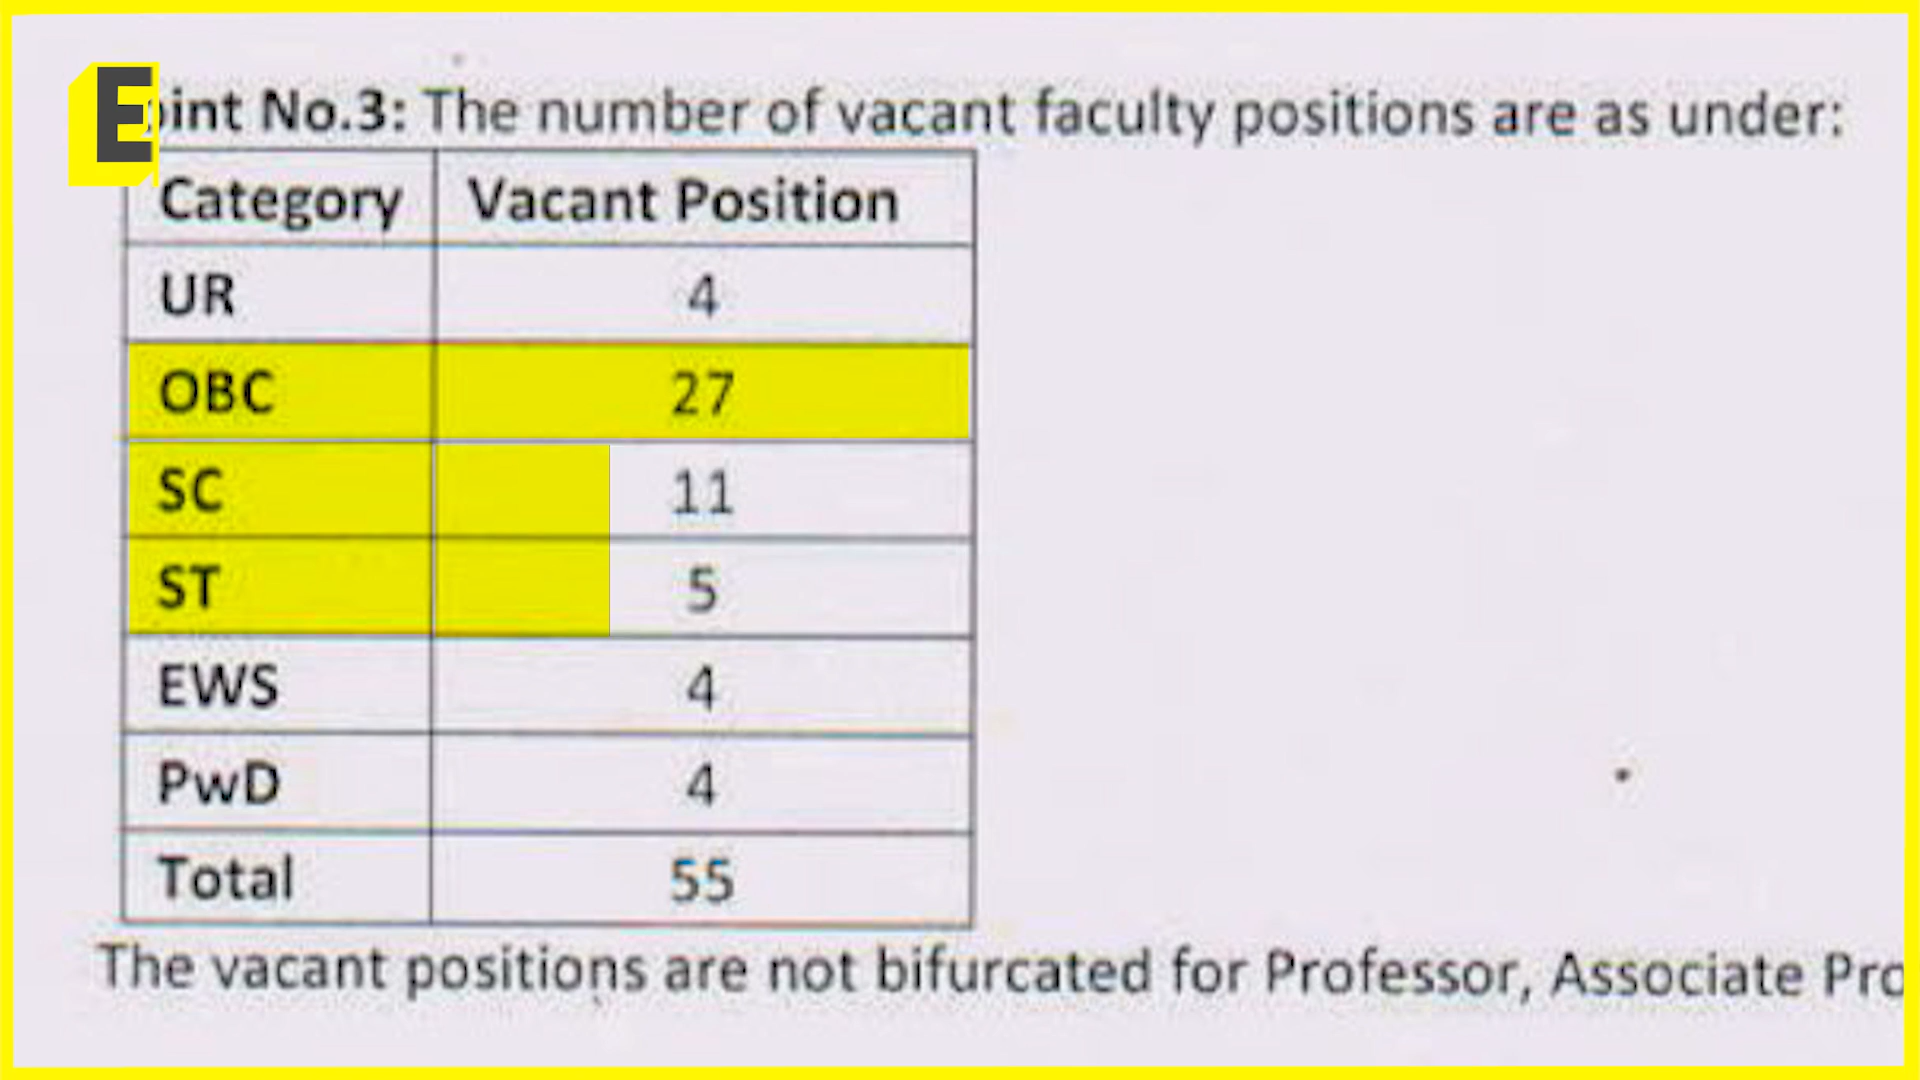 E
oint No.3: The number of vacant faculty positions are as under:
Category Vacant Position
UR 4
OBC 27
SC 11
ST 5
EWS 4
PwD 4
Total 55
The vacant positions are not bifurcated for Professor, Associate Pro